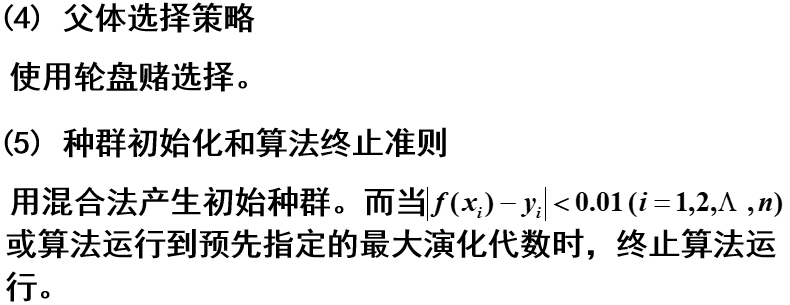 (4) 父体选择策略
使用轮盘赌选择。
(5) 种群初始化和算法终止准则
用混合法产生初始种群。而当|f(xᵢ)-yᵢ|<0.01(i=1,2,Λ ,n)
或算法运行到预先指定的最大演化代数时，终止算法运
行。